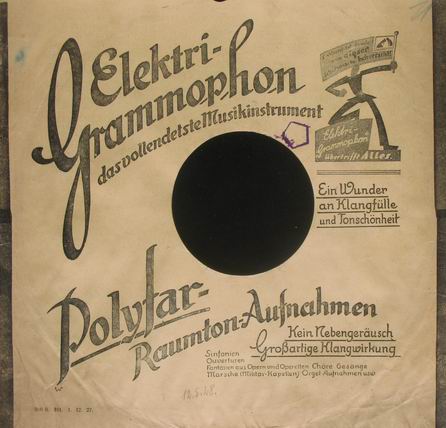 Elektri-
Grammophon
das vollendetste Musikinstrument
Elektri-
Grammophon
übertrifft Alles.
Ein Wunder
an Klangfülle
und Tonschönheit
Polyfar-
Raumton-Aufnahmen
Kein Nebengeräusch
Großartige Klangwirkung
Sinfonien
Ouverturen
Fantasien aus Opern und Operetten Chöre Gesänge
Märsche (Militär-Kapellen) Orgel-Aufnahmen usw.